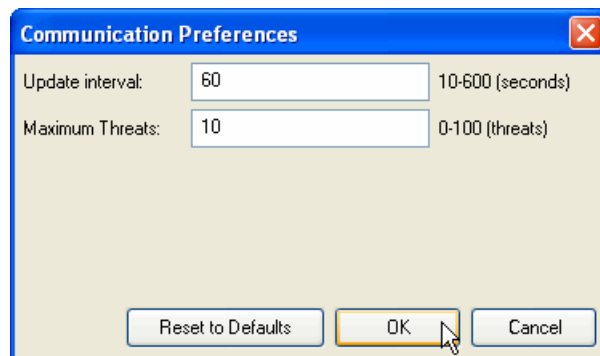 Communication Preferences
Update interval: 60 10-600 (seconds)
Maximum Threats: 10 0-100 (threats)
Reset to Defaults OK Cancel